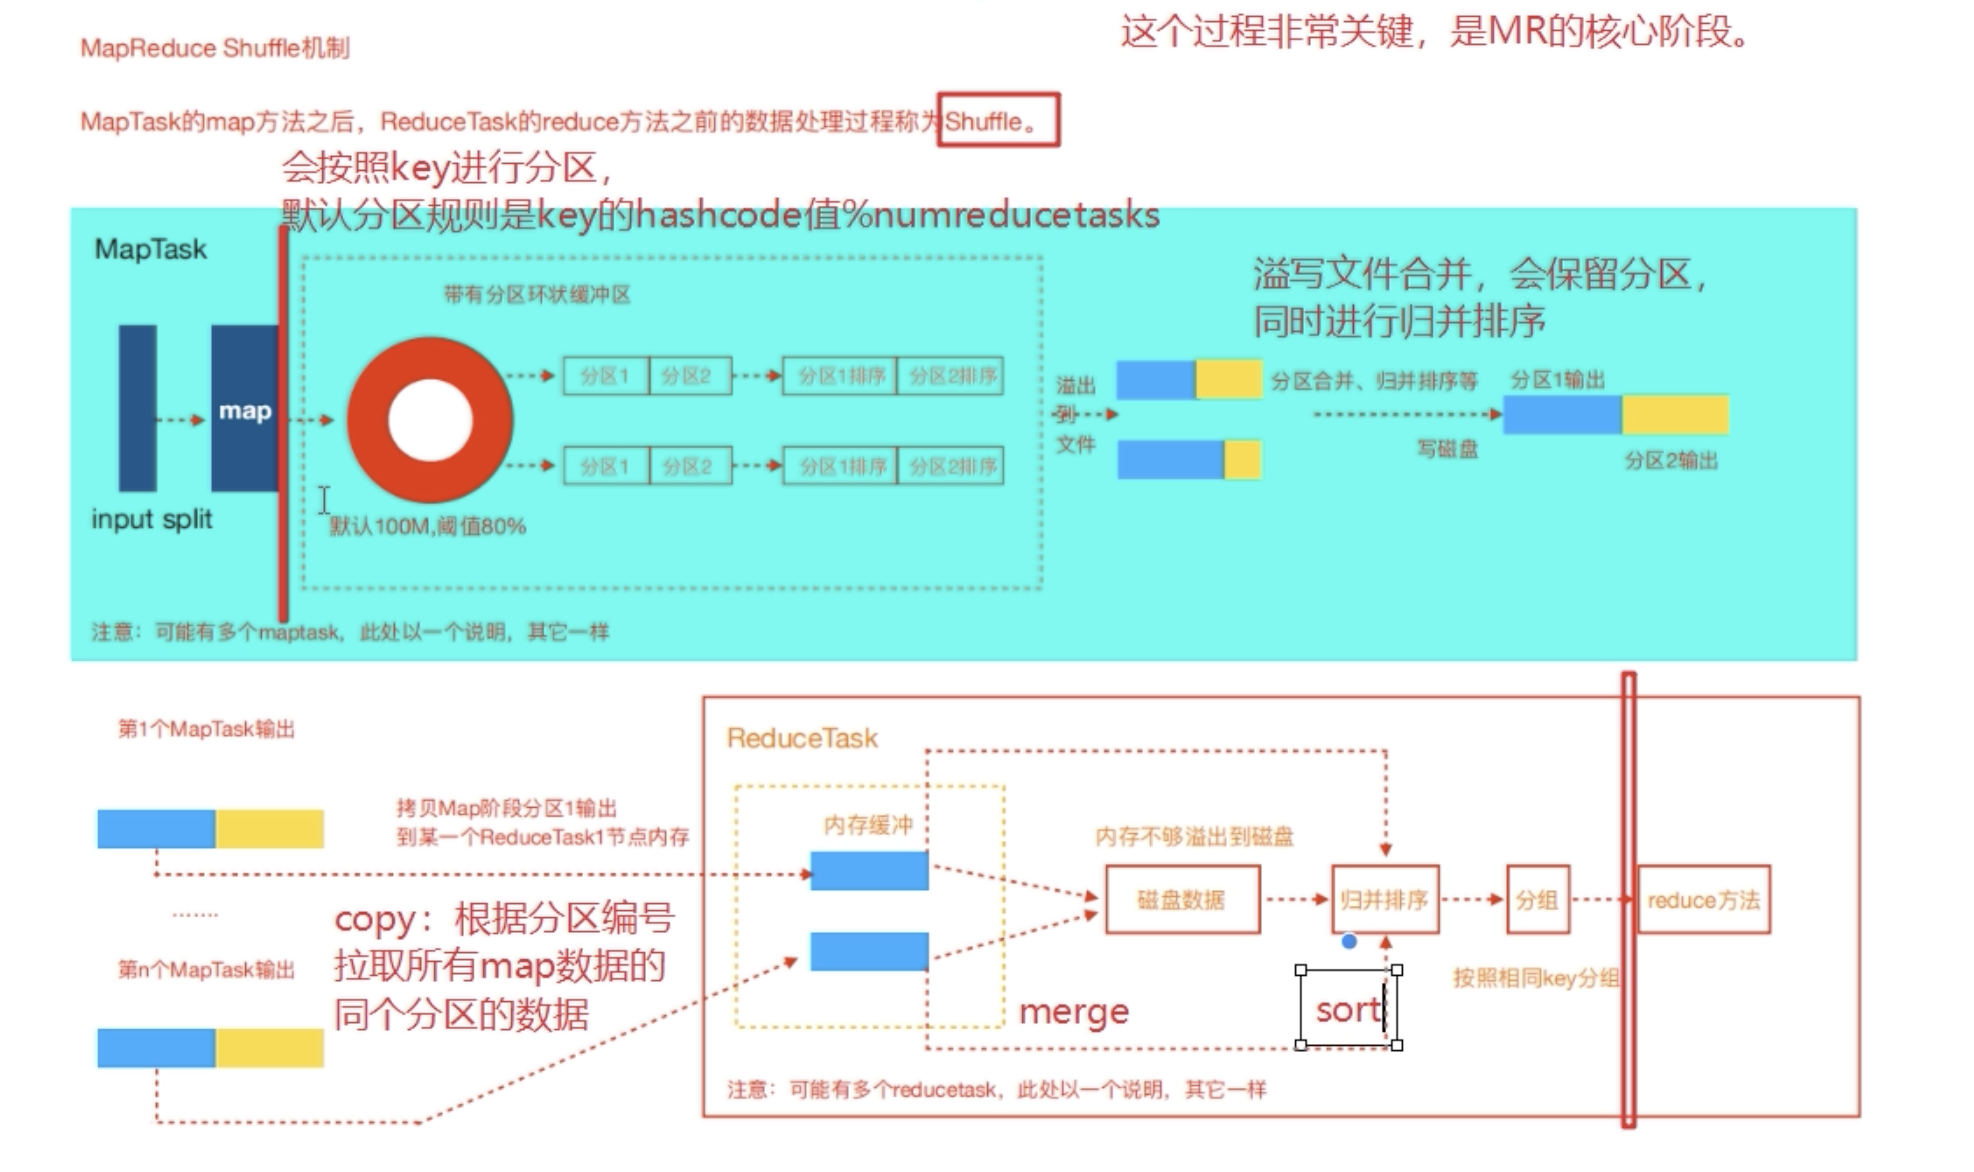 这个过程非常关键，是MR的核心阶段。
MapReduce Shuffle机制
MapTask的map方法之后，ReduceTask的reduce方法之前的数据处理过程称为Shuffle。
会按照key进行分区，
默认分区规则是key的hashcode值%numreducetasks
MapTask
带有分区环状缓冲区
溢写文件合并，会保留分区，
同时进行归并排序
map
分区1
分区2
分区1排序
分区2排序
分区1
分区2
分区1排序
分区2排序
溢出
到
文件
分区合并、归并排序等
写磁盘
分区1输出
分区2输出
input split
默认100M,阈值80%
注意：可能有多个maptask，此处以一个说明，其它一样
第1个MapTask输出
拷贝Map阶段分区1输出
到某一个ReduceTask1节点内存
.......
第n个MapTask输出
copy：根据分区编号
拉取所有map数据的
同个分区的数据
ReduceTask
内存缓冲
内存不够溢出到磁盘
磁盘数据
归并排序
分组
reduce方法
按照相同key分组
merge
sort
注意：可能有多个reducetask，此处以一个说明，其它一样